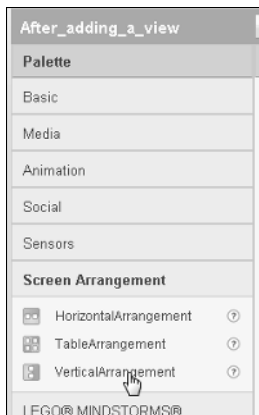 After_adding_a_view
Palette
Basic
Media
Animation
Social
Sensors
Screen Arrangement
HorizontalArrangement ?
TableArrangement ?
VerticalArrangement ?
LEGO® MINDSTORMS®